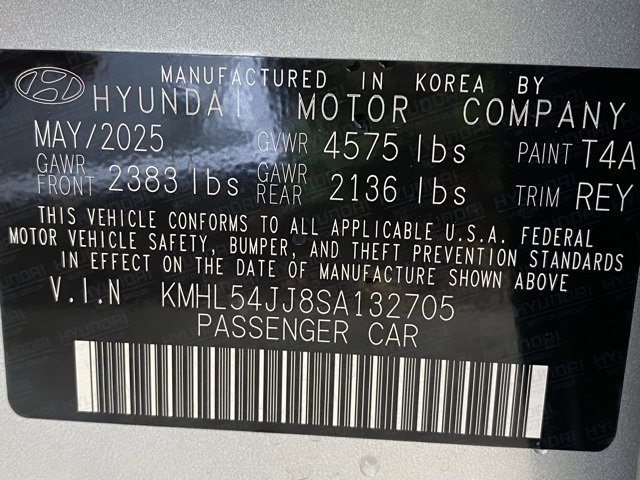 MANUFACTURED IN KOREA BY
HYUNDAI MOTOR COMPANY
MAY/2025 GVWR 4575 lbs PAINT T4A
GAWR FRONT 2383 lbs GAWR REAR 2136 lbs TRIM REY
THIS VEHICLE CONFORMS TO ALL APPLICABLE U.S.A. FEDERAL
MOTOR VEHICLE SAFETY, BUMPER, AND THEFT PREVENTION STANDARDS
IN EFFECT ON THE DATE OF MANUFACTURE SHOWN ABOVE
V.I.N KMHL54JJ8SA132705
PASSENGER CAR